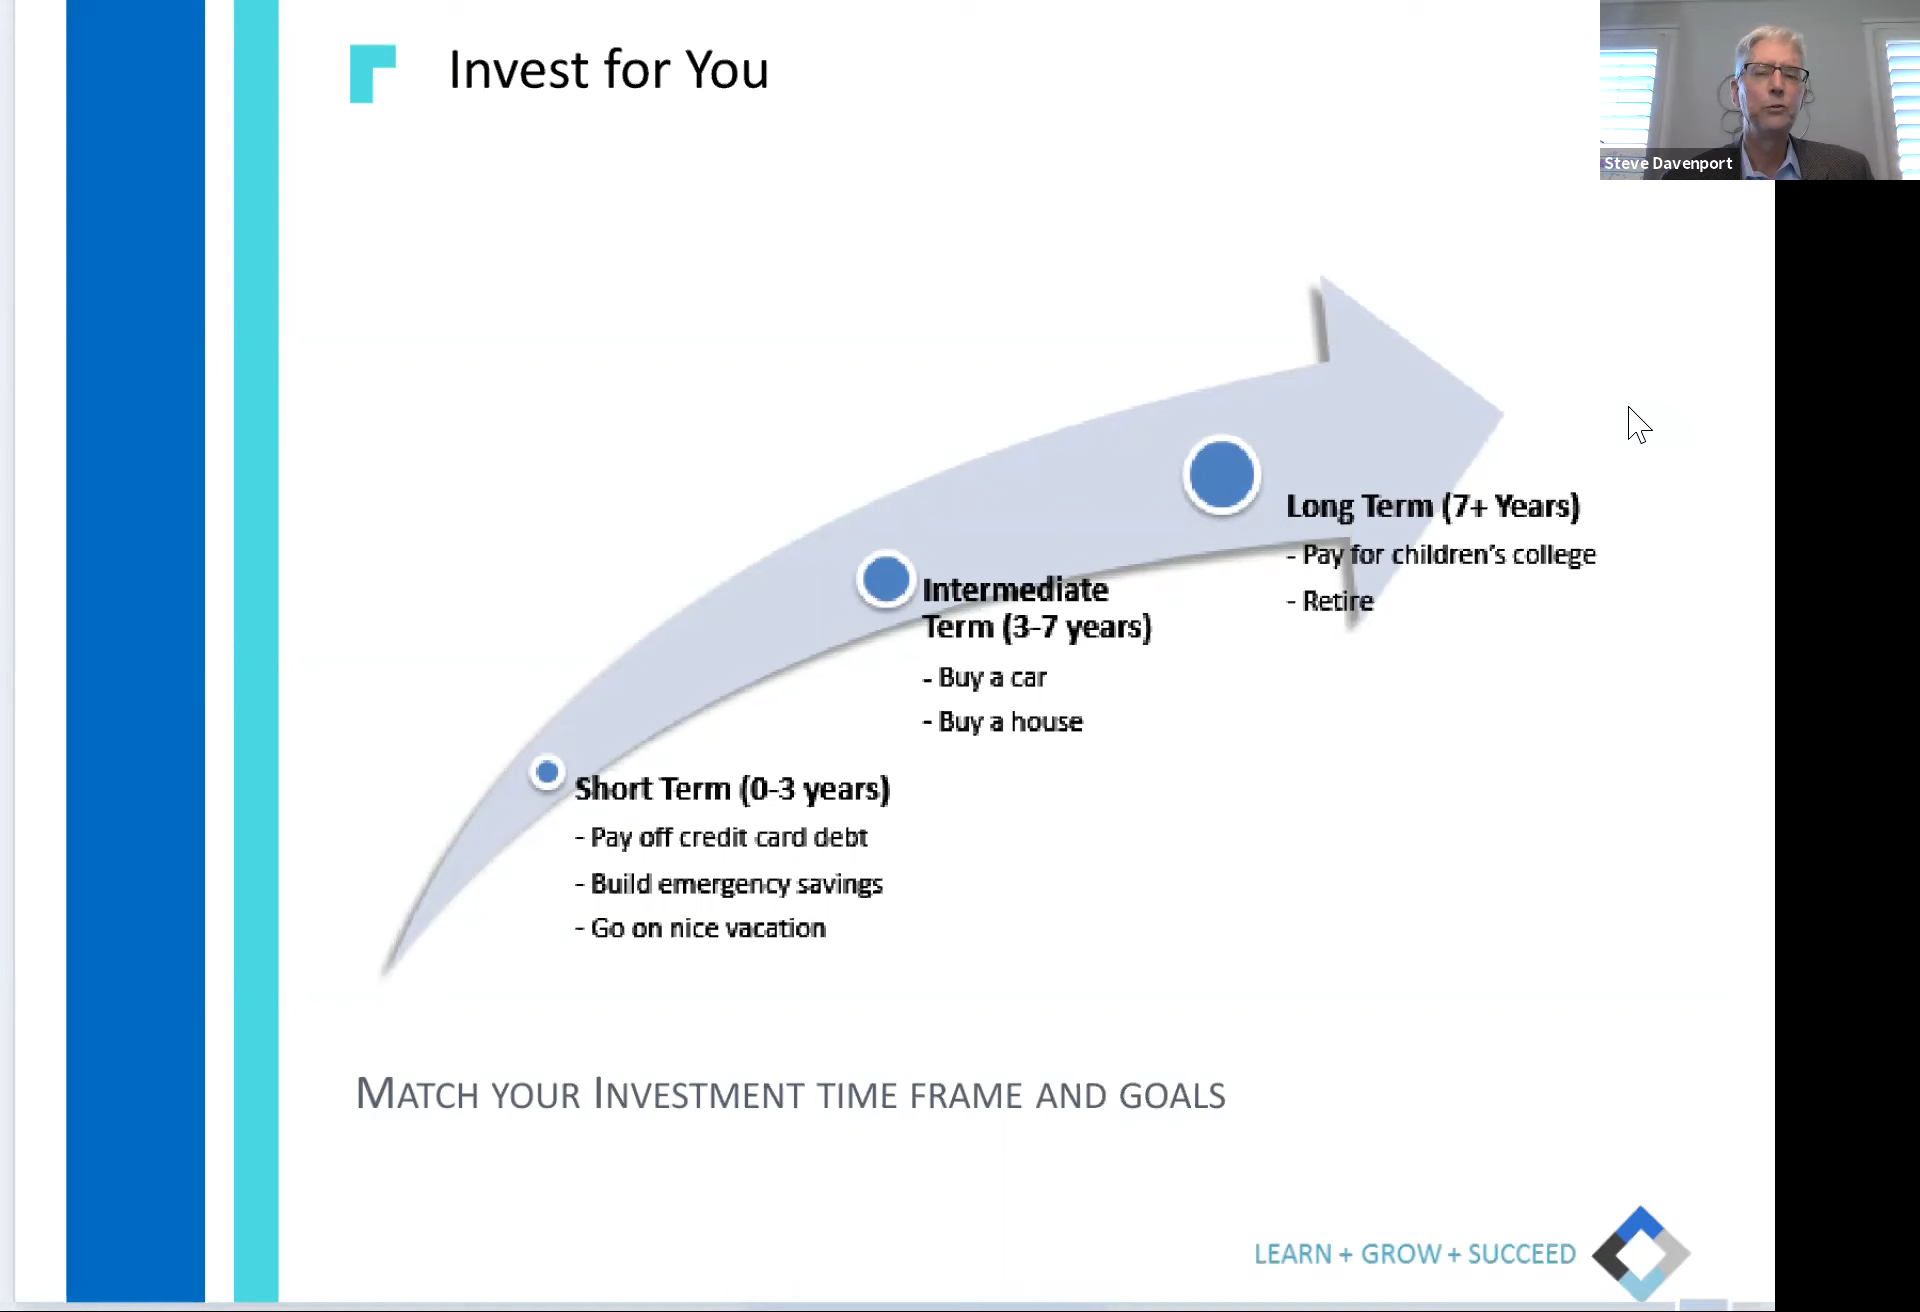 Invest for You
Steve Davenport
Long Term (7+ Years)
- Pay for children's college
- Retire
Intermediate
Term (3-7 years)
- Buy a car
- Buy a house
Short Term (0-3 years)
- Pay off credit card debt
- Build emergency savings
- Go on nice vacation
MATCH YOUR INVESTMENT TIME FRAME AND GOALS
LEARN + GROW + SUCCEED